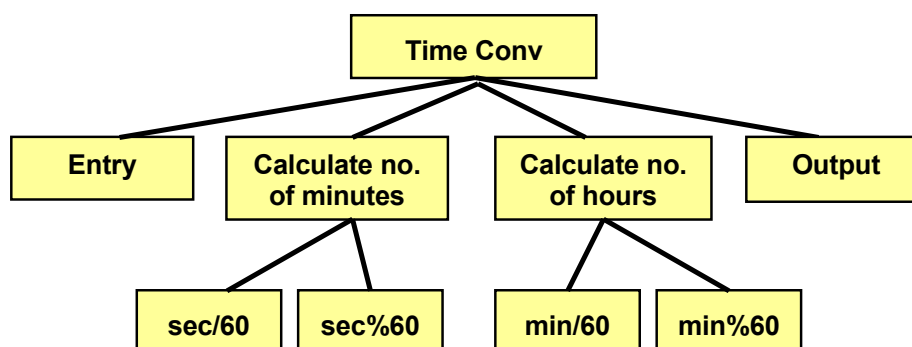 Time Conv
Entry
Calculate no.
of minutes
Calculate no.
of hours
Output
sec/60
sec%60
min/60
min%60